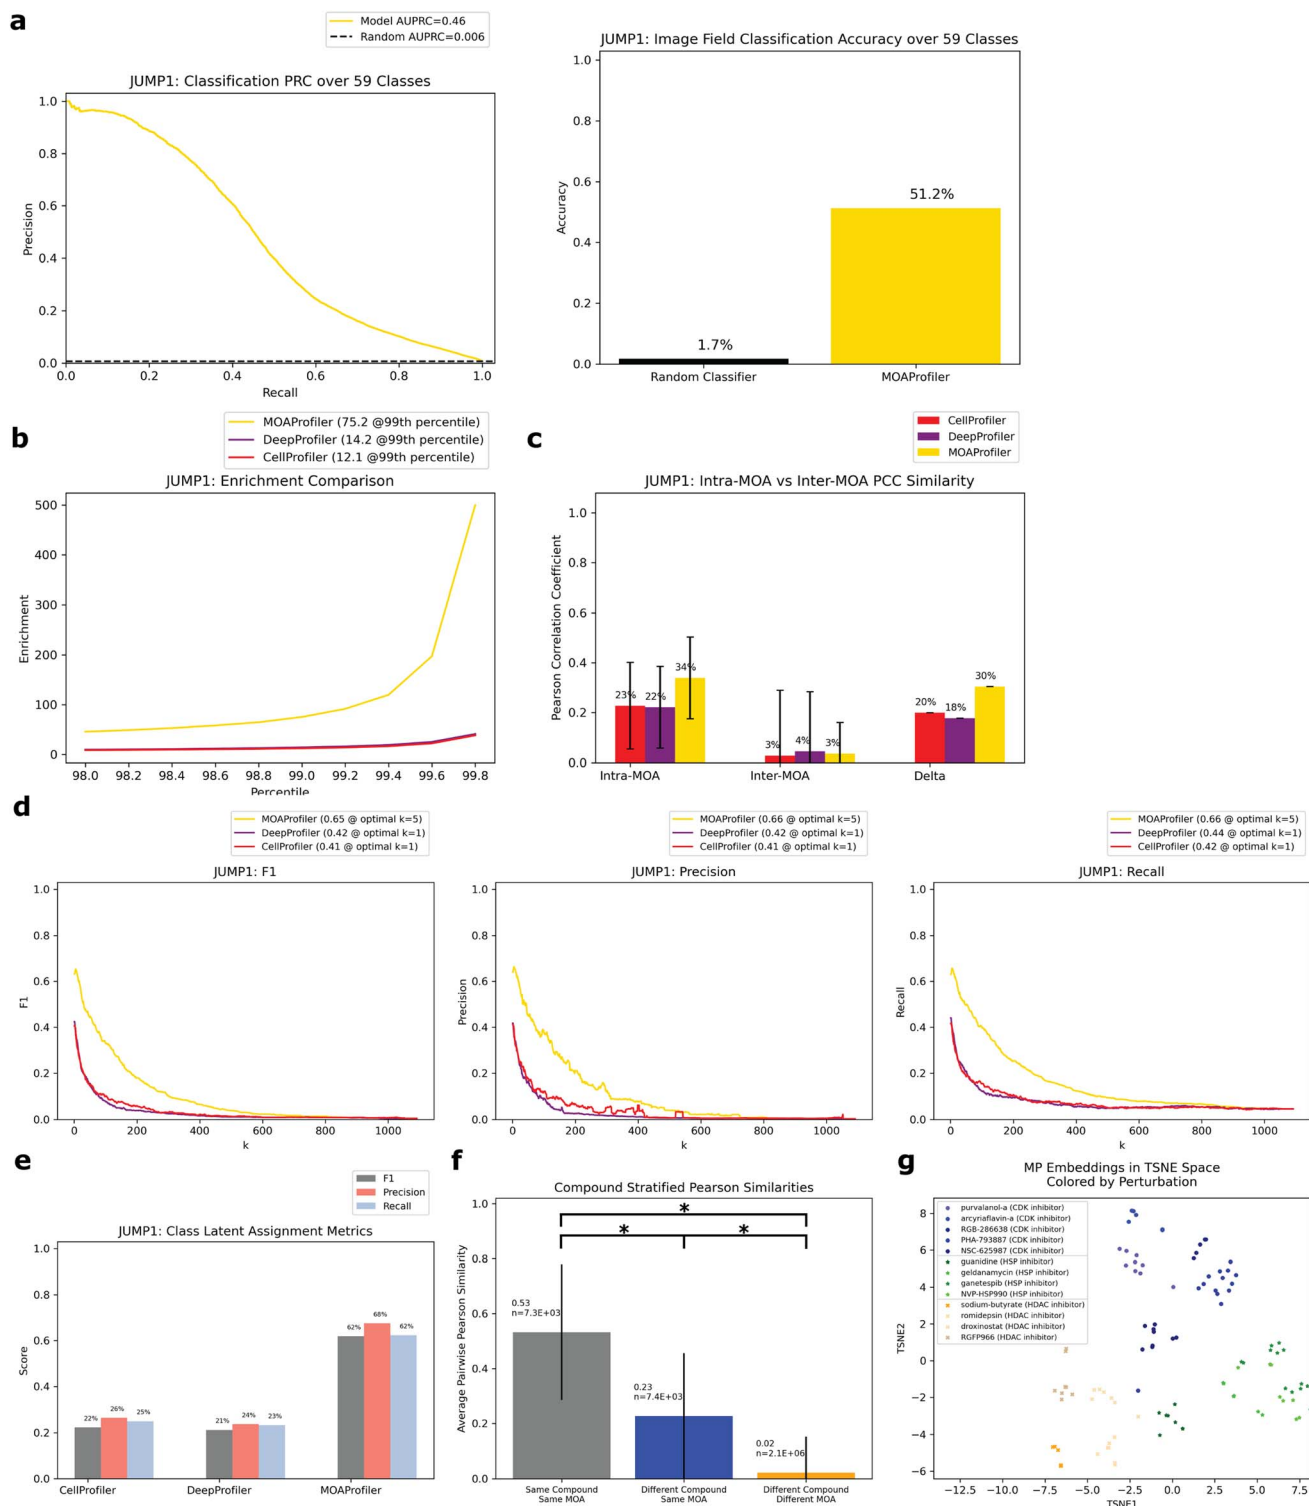 a
Model AUPRC=0.46
Random AUPRC=0.006
JUMP1: Classification PRC over 59 Classes
Precision
1.0
0.8
0.6
0.4
0.2
0.0
0.0 0.2 0.4 0.6 0.8 1.0
Recall
JUMP1: Image Field Classification Accuracy over 59 Classes
Accuracy
1.0
0.8
0.6
0.4
0.2
0.0
1.7%
51.2%
Random Classifier MOAProfiler
b
MOAProfiler (75.2 @99th percentile)
DeepProfiler (14.2 @99th percentile)
CellProfiler (12.1 @99th percentile)
JUMP1: Enrichment Comparison
Enrichment
500
400
300
200
100
0
98.0 98.2 98.4 98.6 98.8 99.0 99.2 99.4 99.6 99.8
Percentile
c
CellProfiler
DeepProfiler
MOAProfiler
JUMP1: Intra-MOA vs Inter-MOA PCC Similarity
Pearson Correlation Coefficient
1.0
0.8
0.6
0.4
0.2
0.0
23% 22% 34%
3% 4% 3%
20% 18% 30%
Intra-MOA Inter-MOA Delta
d
MOAProfiler (0.65 @ optimal k=5)
DeepProfiler (0.42 @ optimal k=1)
CellProfiler (0.41 @ optimal k=1)
JUMP1: F1
F1
1.0
0.8
0.6
0.4
0.2
0.0
0 200 400 600 800 1000
k
MOAProfiler (0.66 @ optimal k=5)
DeepProfiler (0.42 @ optimal k=1)
CellProfiler (0.41 @ optimal k=1)
JUMP1: Precision
Precision
1.0
0.8
0.6
0.4
0.2
0.0
0 200 400 600 800 1000
k
MOAProfiler (0.66 @ optimal k=5)
DeepProfiler (0.44 @ optimal k=1)
CellProfiler (0.42 @ optimal k=1)
JUMP1: Recall
Recall
1.0
0.8
0.6
0.4
0.2
0.0
0 200 400 600 800 1000
k
e
F1
Precision
Recall
JUMP1: Class Latent Assignment Metrics
Score
1.0
0.8
0.6
0.4
0.2
0.0
22% 26% 25%
21% 24% 23%
62% 68% 62%
CellProfiler DeepProfiler MOAProfiler
f
Compound Stratified Pearson Similarities
Average Pairwise Pearson Similarity
1.0
0.8
0.6
0.4
0.2
0.0
*
* *
0.53
n=7.3E+03
0.23
n=7.4E+03
0.02
n=2.1E+06
Same Compound
Same MOA
Different Compound
Same MOA
Different Compound
Different MOA
g
MP Embeddings in TSNE Space
Colored by Perturbation
purvalanol-a (CDK inhibitor)
arcyriaflavin-a (CDK inhibitor)
RGB-286638 (CDK inhibitor)
PHA-793887 (CDK inhibitor)
NSC-625987 (CDK inhibitor)
guanidine (HSP inhibitor)
geldanamycin (HSP inhibitor)
ganetespib (HSP inhibitor)
NVP-HSP990 (HSP inhibitor)
sodium-butyrate (HDAC inhibitor)
romidepsin (HDAC inhibitor)
droxinostat (HDAC inhibitor)
RGFP966 (HDAC inhibitor)
TSNE2
8
6
4
2
0
−2
−4
−6
−12.5 −10.0 −7.5 −5.0 −2.5 0.0 2.5 5.0 7.5
TSNE1